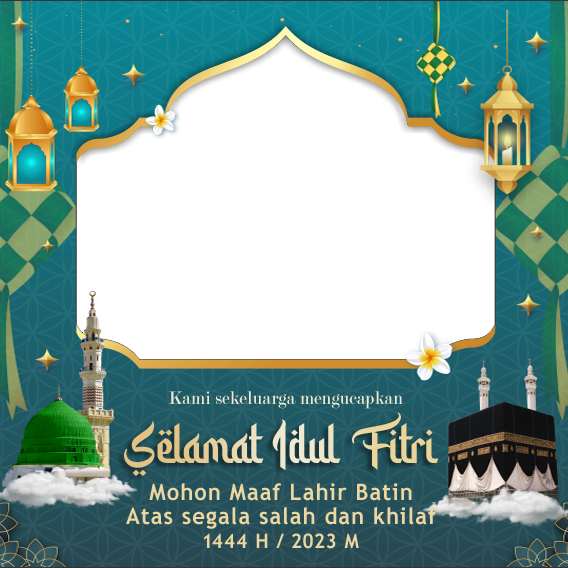 Kami sekeluarga mengucapkan
Selamat Idul Fitri
Mohon Maaf Lahir Batin
Atas segala salah dan khilaf
1444 H / 2023 M